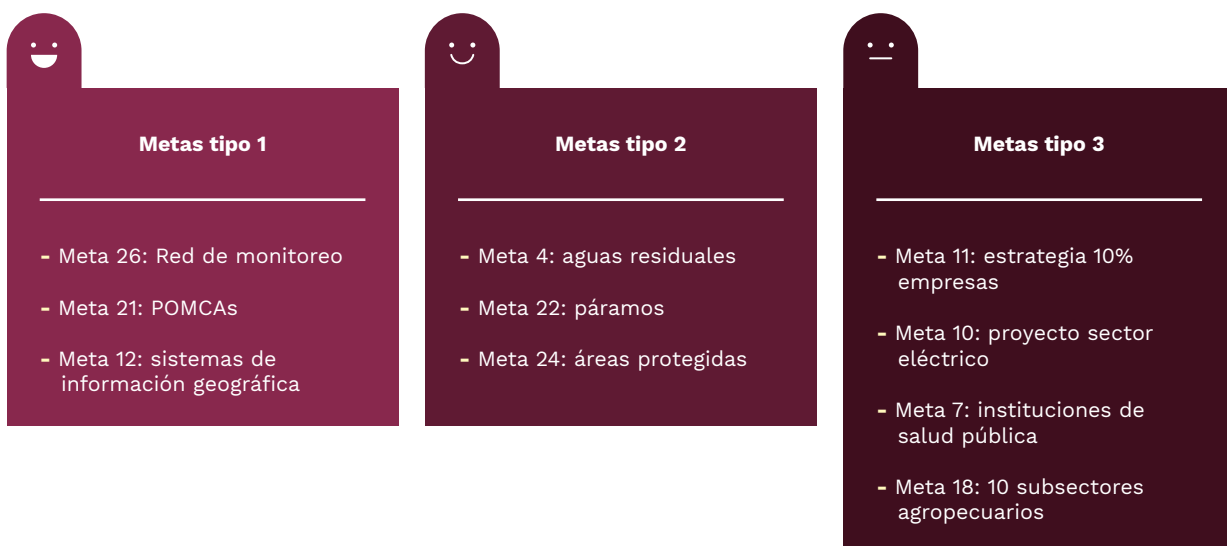 Metas tipo 1
- Meta 26: Red de monitoreo
- Meta 21: POMCAs
- Meta 12: sistemas de
información geográfica
Metas tipo 2
- Meta 4: aguas residuales
- Meta 22: páramos
- Meta 24: áreas protegidas
Metas tipo 3
- Meta 11: estrategia 10%
empresas
- Meta 10: proyecto sector
eléctrico
- Meta 7: instituciones de
salud pública
- Meta 18: 10 subsectores
agropecuarios